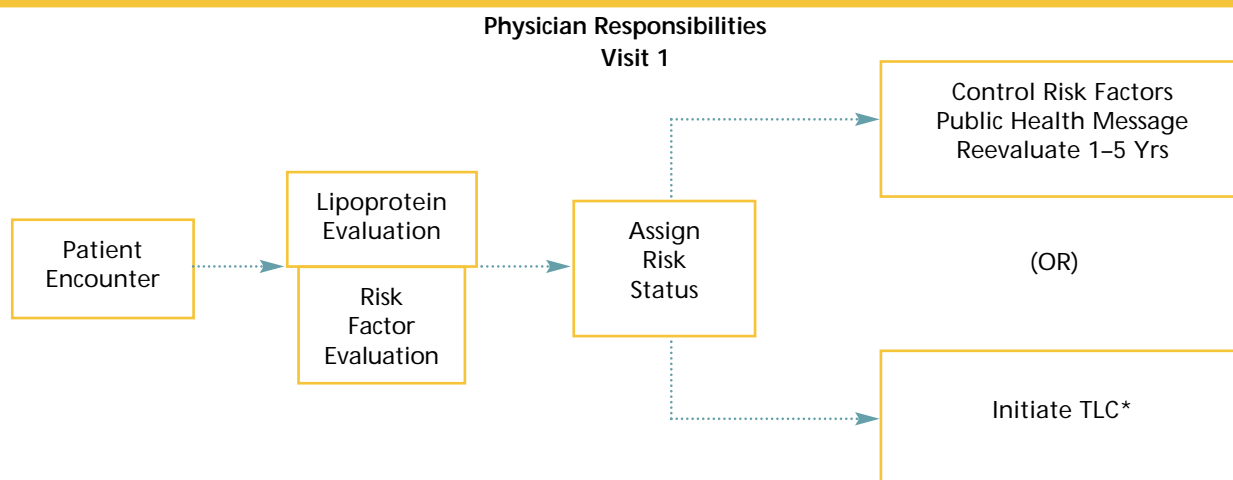 Physician Responsibilities
Visit 1
Patient
Encounter
Lipoprotein
Evaluation
Risk
Factor
Evaluation
Assign
Risk
Status
Control Risk Factors
Public Health Message
Reevaluate 1–5 Yrs
(OR)
Initiate TLC*